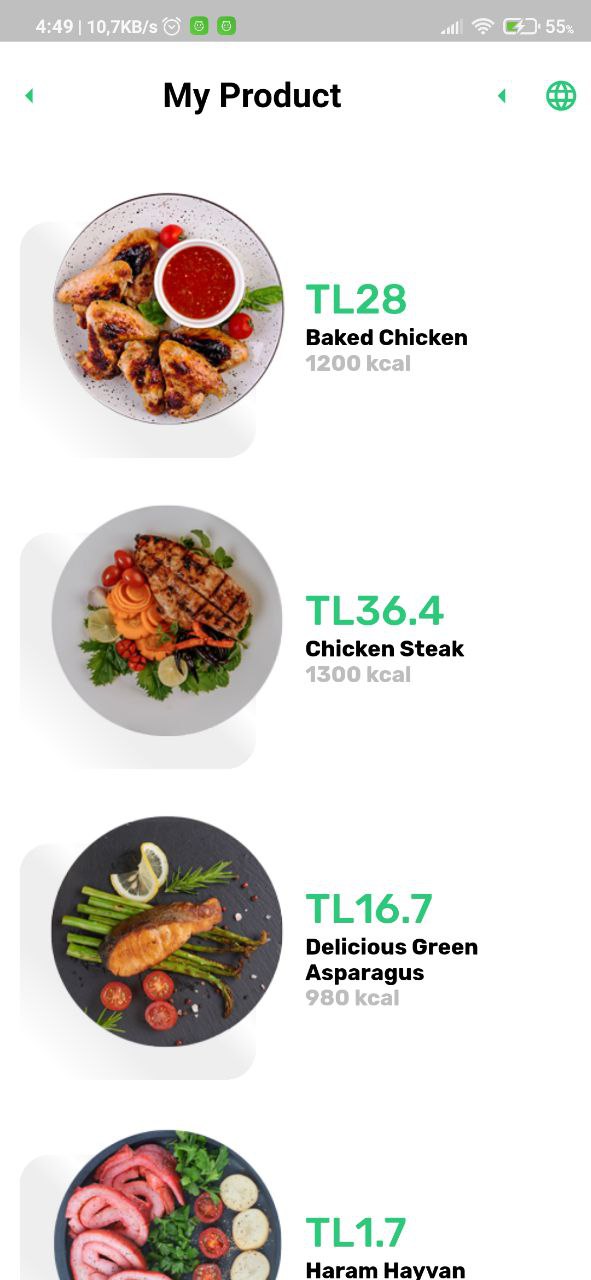 4:49 | 10,7KB/s 55%
My Product
TL28
Baked Chicken
1200 kcal
TL36.4
Chicken Steak
1300 kcal
TL16.7
Delicious Green
Asparagus
980 kcal
TL1.7
Haram Hayvan